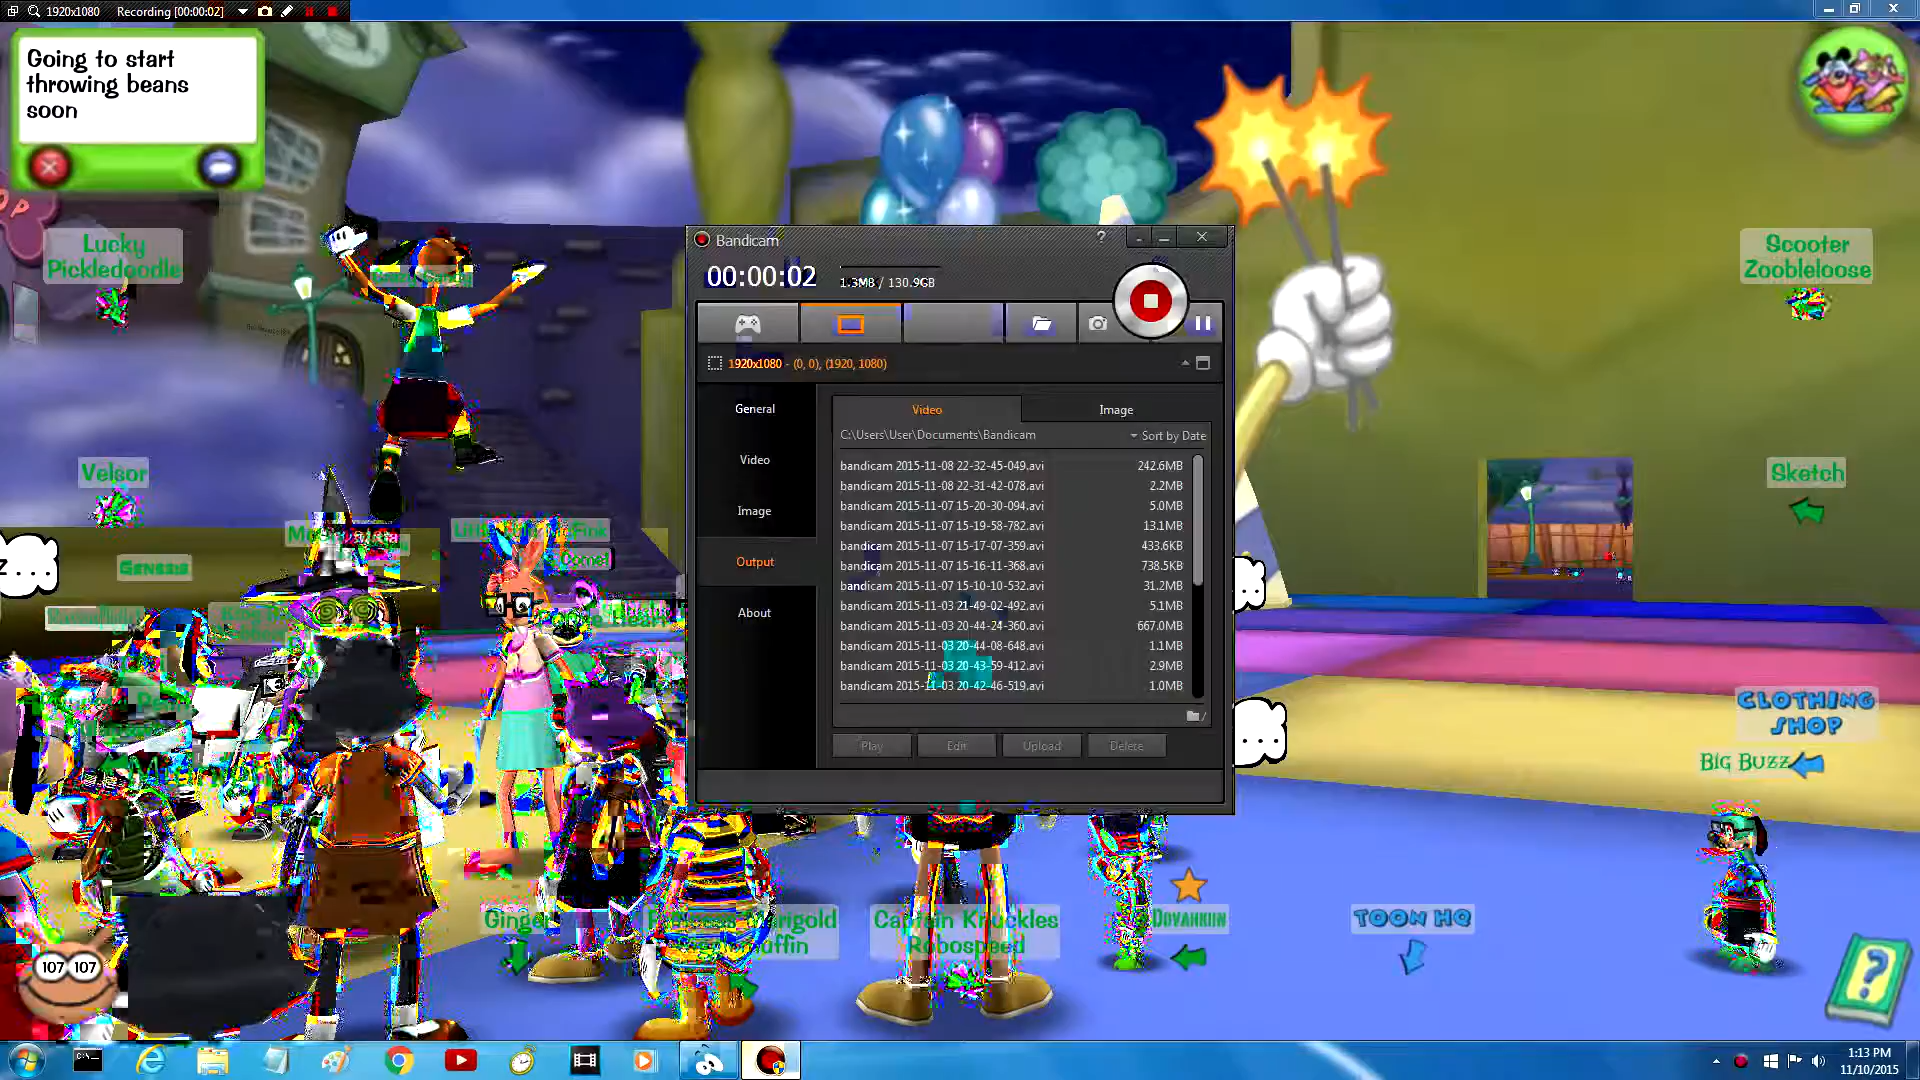 1920x1080 Recording [00:00:02]
Going to start
throwing beans
soon
Lucky
Pickledoodle
Scooter
Zoobleloose
Velsor
Sketch
Genesis
Comet
Clothing
Shop
Big Buzz
Ginger
Marigold
Captain Knuckles
Robospeed
Dovahkiin
Toon HQ
107 107
Bandicam
00:00:02
1.3MB / 130.9GB
1920x1080 - (0, 0), (1920, 1080)
General
Video
Image
Output
About
Video Image
C:\Users\User\Documents\Bandicam Sort by Date
bandicam 2015-11-08 22-32-45-049.avi 242.6MB
bandicam 2015-11-08 22-31-42-078.avi 2.2MB
bandicam 2015-11-07 15-20-30-094.avi 5.0MB
bandicam 2015-11-07 15-19-58-782.avi 13.1MB
bandicam 2015-11-07 15-17-07-359.avi 433.6KB
bandicam 2015-11-07 15-16-11-368.avi 738.5KB
bandicam 2015-11-07 15-10-10-532.avi 31.2MB
bandicam 2015-11-03 21-49-02-492.avi 5.1MB
bandicam 2015-11-03 20-44-24-360.avi 667.0MB
bandicam 2015-11-03 20-44-08-648.avi 1.1MB
bandicam 2015-11-03 20-43-59-412.avi 2.9MB
bandicam 2015-11-03 20-42-46-519.avi 1.0MB
Play Edit Upload Delete
1:13 PM
11/10/2015